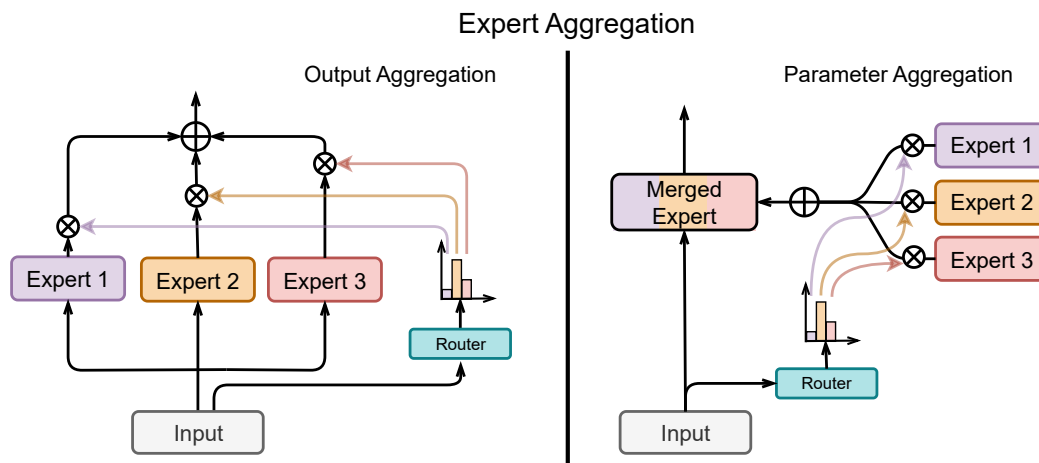 Expert Aggregation
Output Aggregation
Expert 1
Expert 2
Expert 3
Router
Input
Parameter Aggregation
Merged
Expert
Expert 1
Expert 2
Expert 3
Router
Input